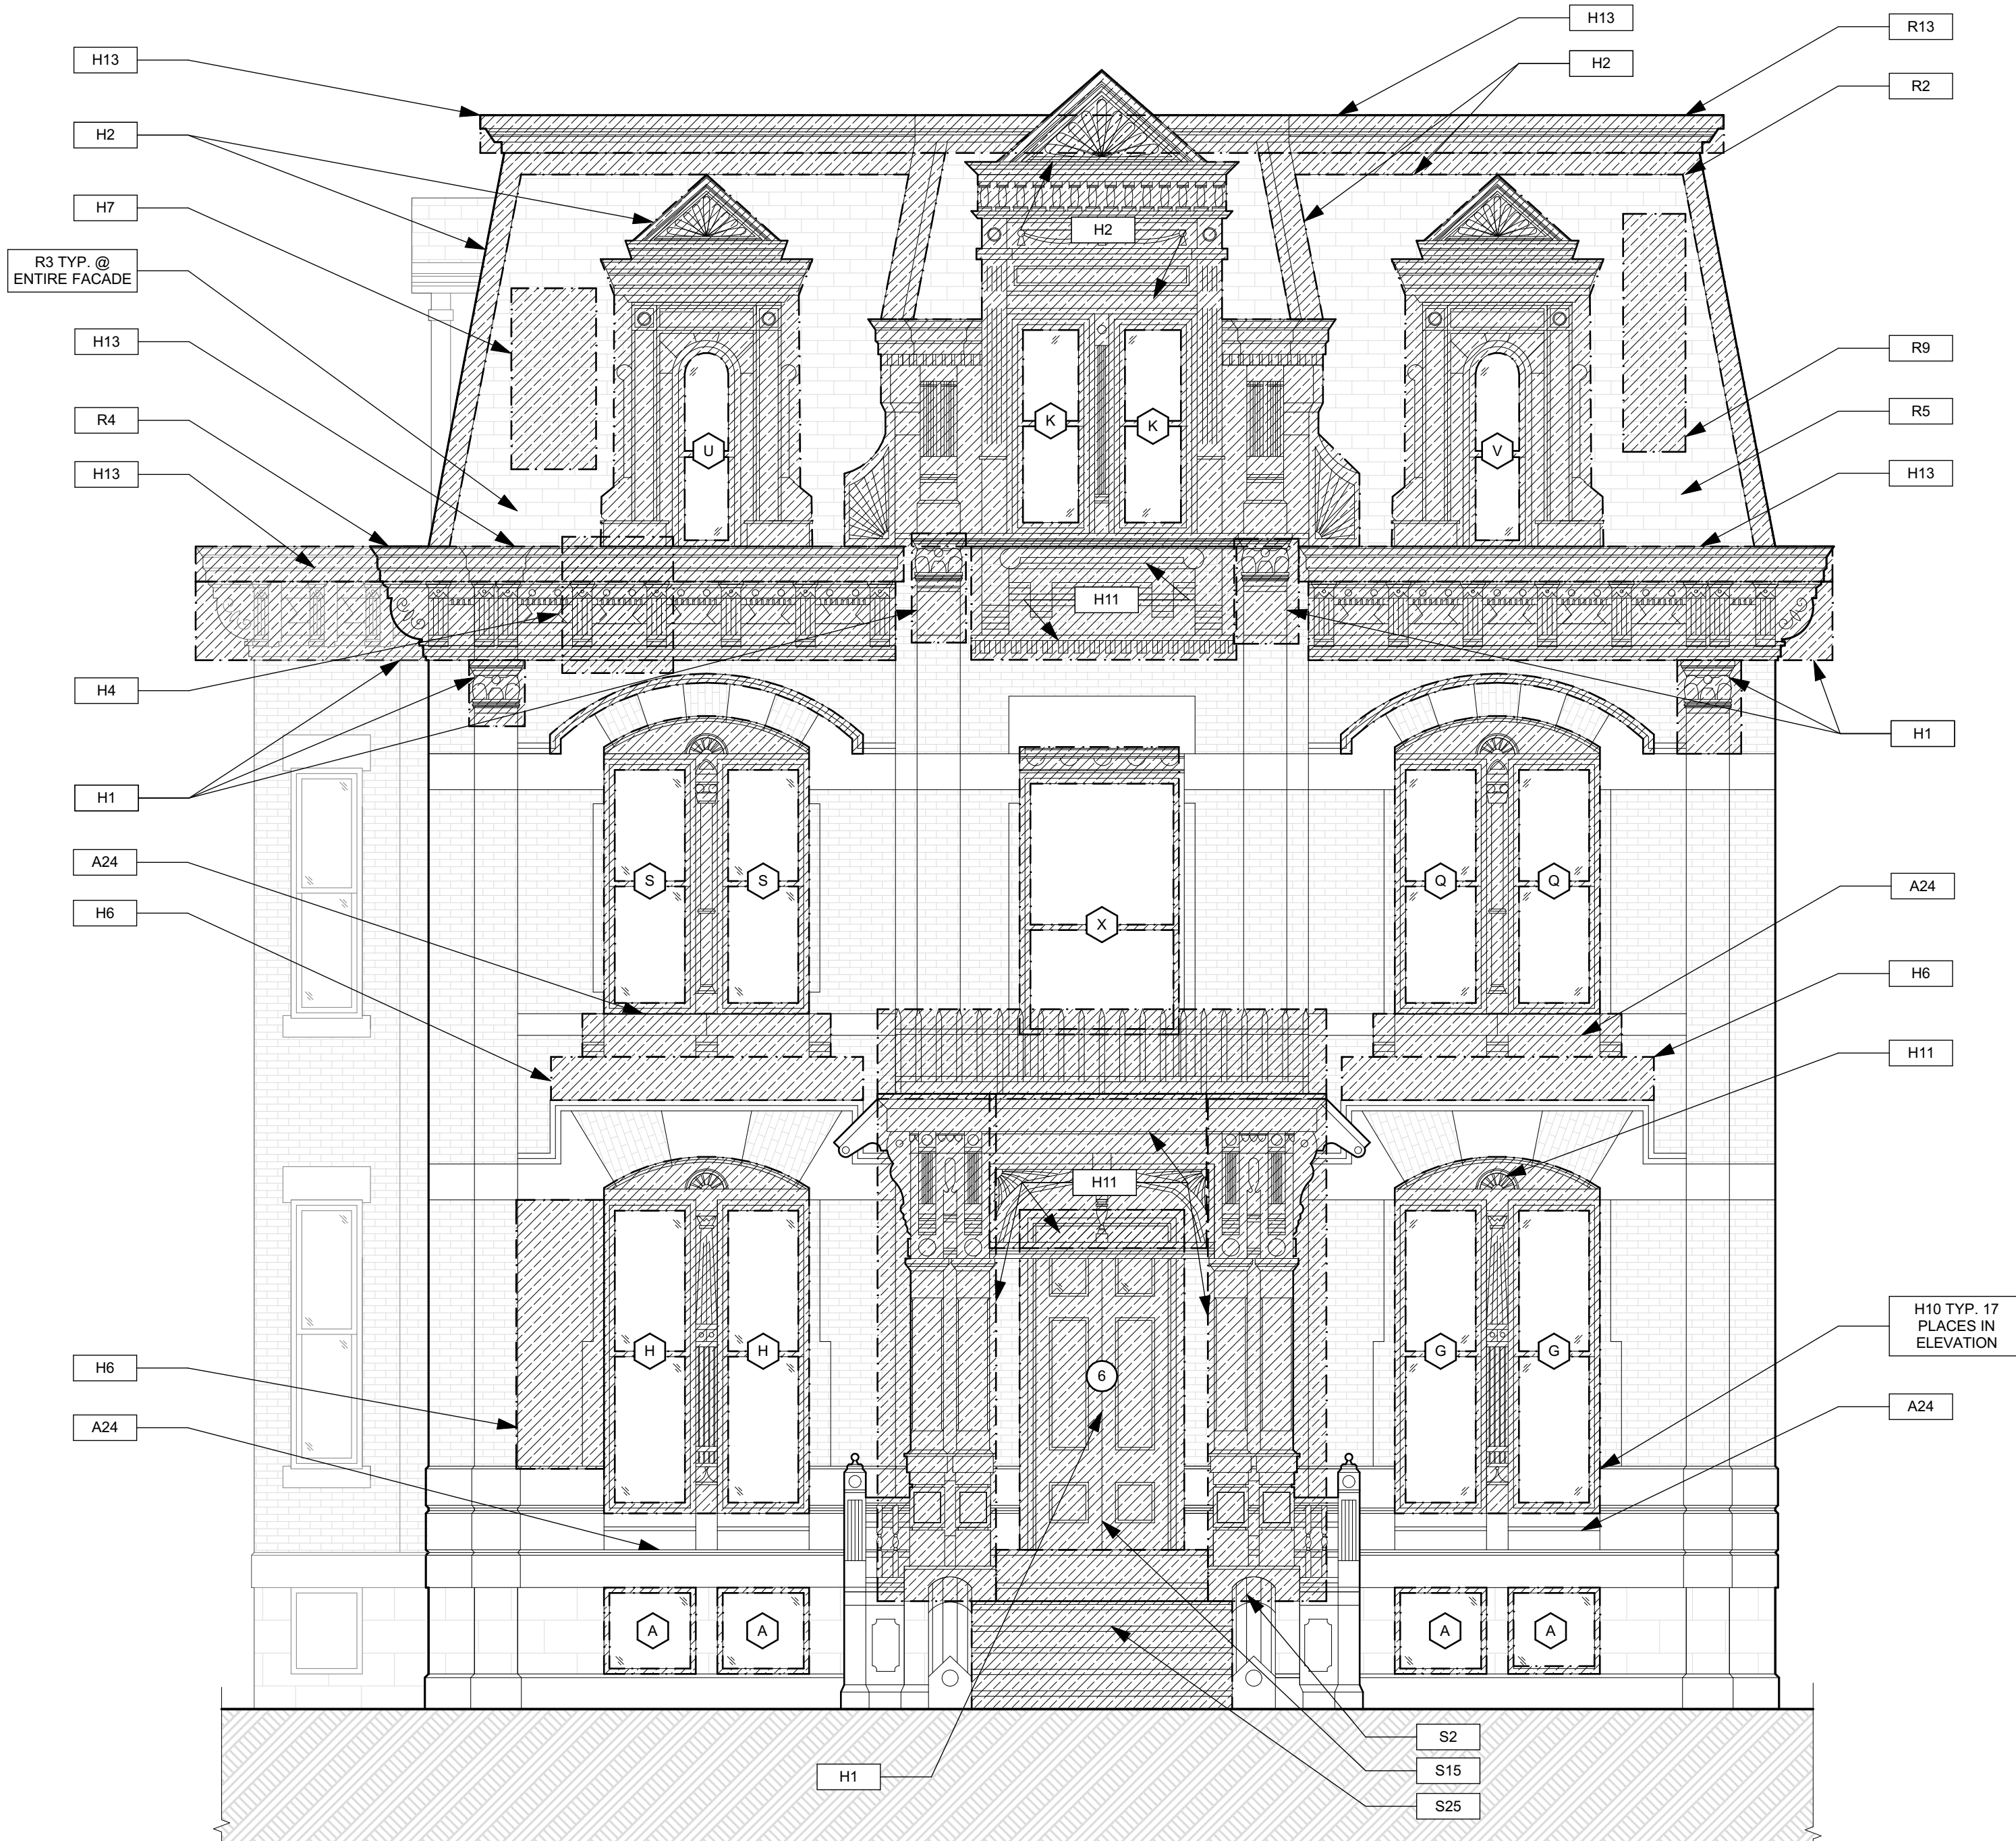 H13
R13
H13
H2
R2
H2
H7
H2
R3 TYP. @
ENTIRE FACADE
H13
R9
R4
R5
K
K
U
V
H13
H13
H11
H4
H1
H1
A24
S
S
Q
Q
A24
H6
X
H6
H11
H11
H10 TYP. 17
PLACES IN
ELEVATION
H
H
G
G
H6
6
A24
A24
A
A
A
A
S2
H1
S15
S25